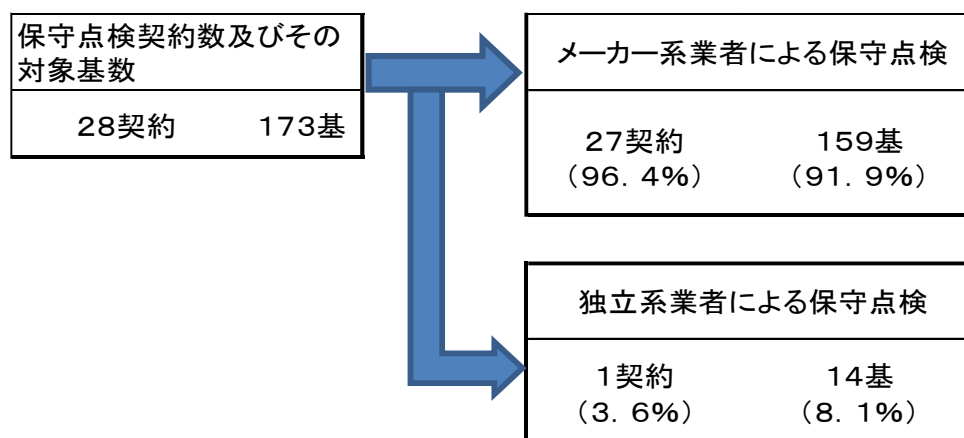 保守点検契約数及びその
対象基数
28契約 173基
メーカー系業者による保守点検
27契約 159基
(96.4%) (91.9%)
独立系業者による保守点検
1契約 14基
(3.6%) (8.1%)